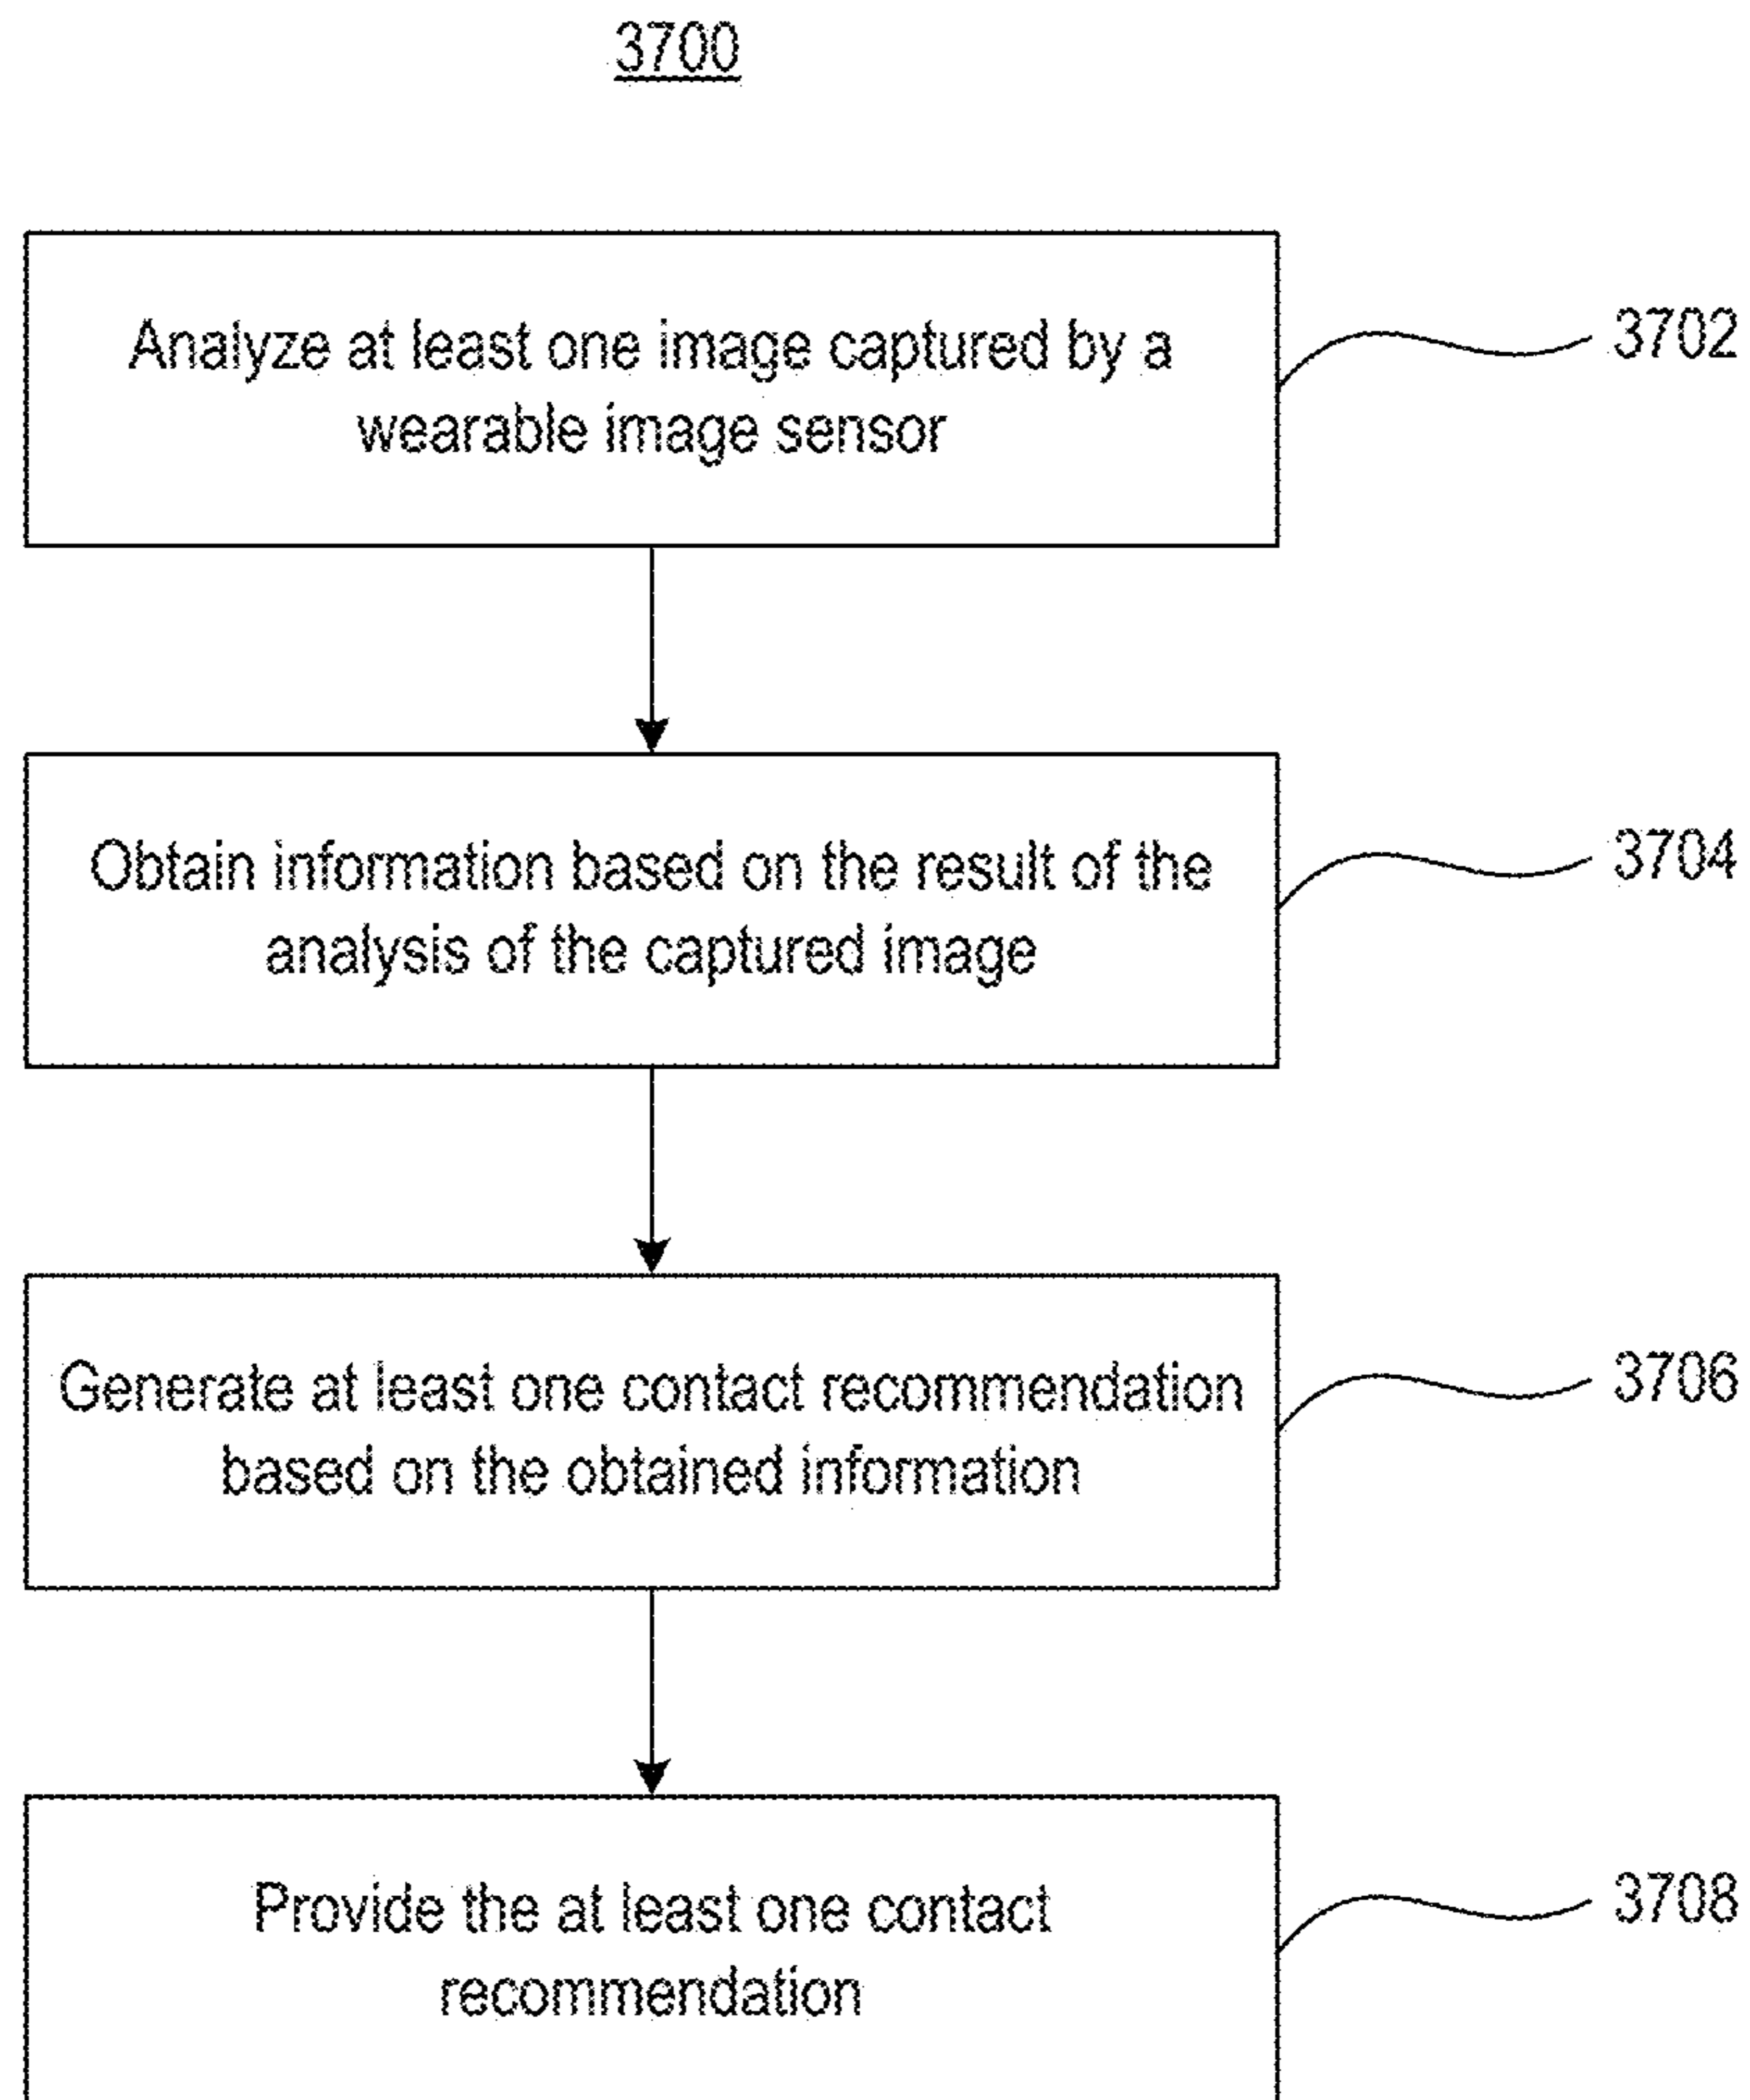 3700
Analyze at least one image captured by a
wearable image sensor
3702
Obtain information based on the result of the
analysis of the captured image
3704
Generate at least one contact recommendation
based on the obtained information
3706
Provide the at least one contact
recommendation
3708